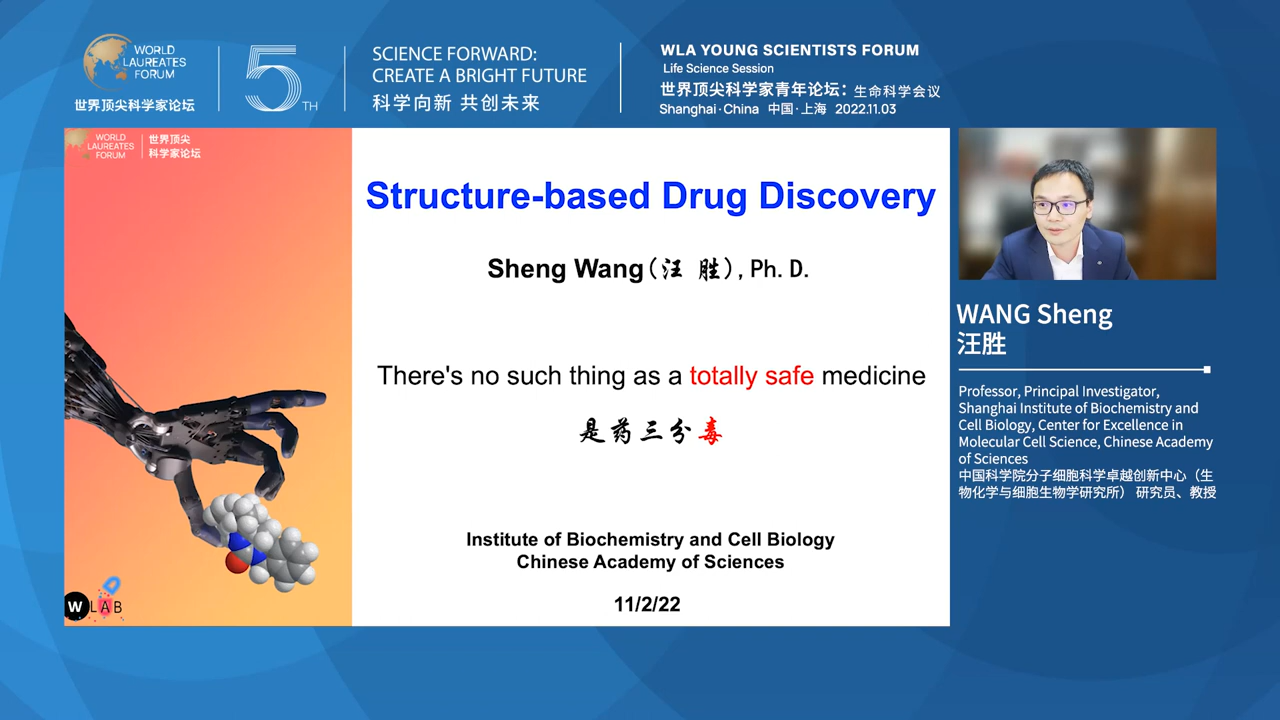 WORLD
LAUREATES
FORUM
世界顶尖科学家论坛
5TH
SCIENCE FORWARD:
CREATE A BRIGHT FUTURE
科学向新 共创未来
WLA YOUNG SCIENTISTS FORUM
Life Science Session
世界顶尖科学家青年论坛：生命科学会议
Shanghai·China 中国·上海 2022.11.03
WORLD
LAUREATES
FORUM
世界顶尖
科学家论坛
Structure-based Drug Discovery
Sheng Wang(汪 胜),Ph.D.
There's no such thing as a totally safe medicine
是药三分毒
Institute of Biochemistry and Cell Biology
Chinese Academy of Sciences
11/2/22
W LAB
WANG Sheng
汪胜
Professor, Principal Investigator,
Shanghai Institute of Biochemistry and
Cell Biology, Center for Excellence in
Molecular Cell Science, Chinese Academy
of Sciences
中国科学院分子细胞科学卓越创新中心（生
物化学与细胞生物学研究所） 研究员、教授